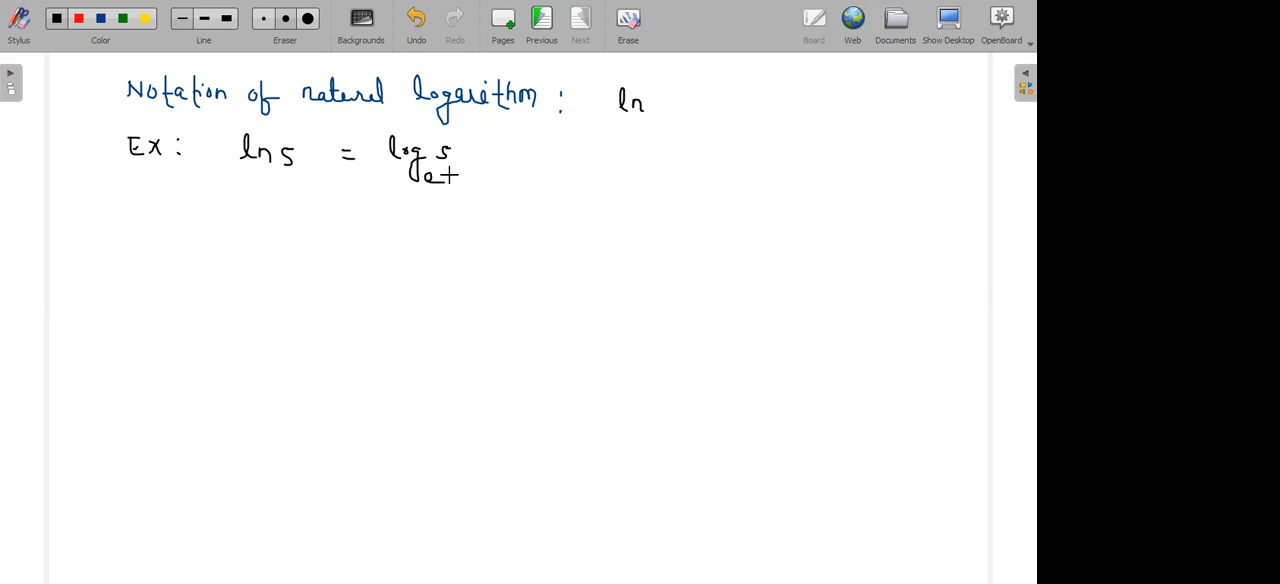 Stylus Color Line Eraser Backgrounds Undo Redo Pages Previous Next Erase Board Web Documents Show Desktop OpenBoard
Notation of natural logarithm : ln
Ex : ln 5 = log_e 5